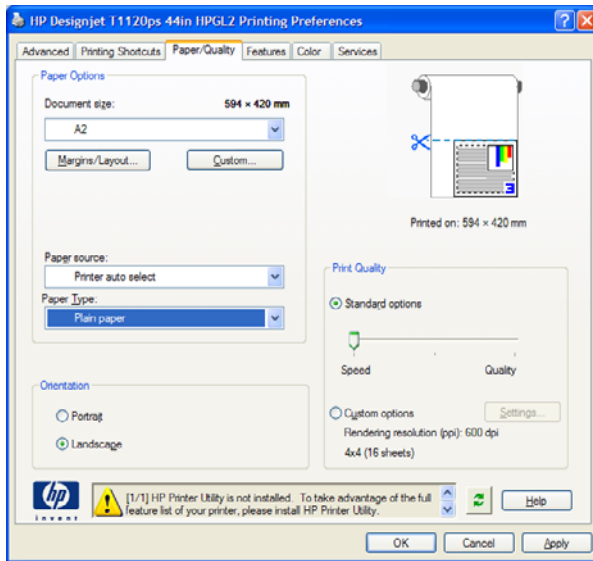 HP Designjet T1120ps 44in HPGL2 Printing Preferences
Advanced Printing Shortcuts Paper/Quality Features Color Services
Paper Options
Document size: 594 × 420 mm
A2
Margins/Layout... Custom...
3
Printed on: 594 × 420 mm
Paper source:
Printer auto select
Paper Type:
Plain paper
Print Quality
Standard options
Speed Quality
Custom options Settings...
Rendering resolution (ppi): 600 dpi
4x4 (16 sheets)
Orientation
Portrait
Landscape
hp
invent
[1/1] HP Printer Utility is not installed. To take advantage of the full
feature list of your printer, please install HP Printer Utility.
Help
OK Cancel Apply